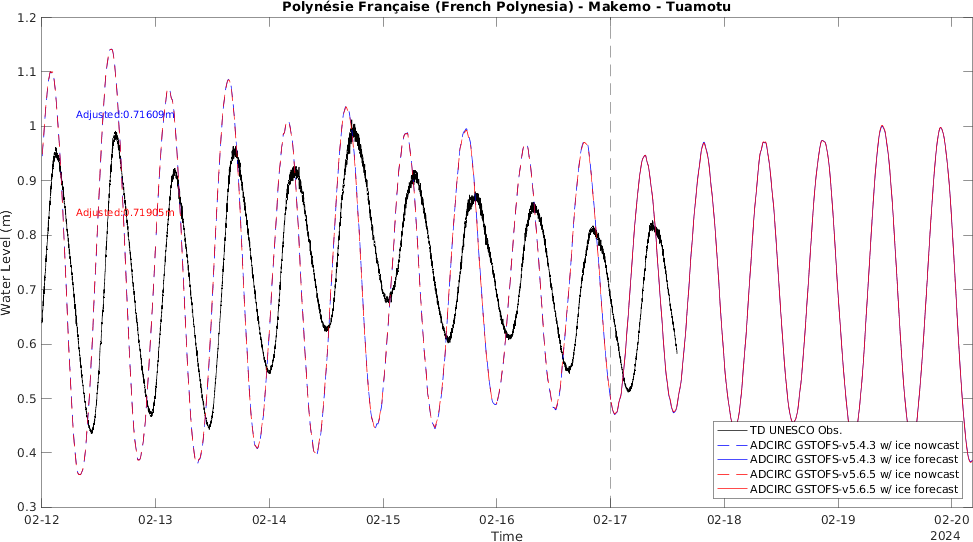 Polynésie Française (French Polynesia) - Makemo - Tuamotu
1.2
1.1
1
0.9
0.8
0.7
0.6
0.5
0.4
0.3
Water Level (m)
Adjusted:0.71609m
Adjusted:0.71905m
TD UNESCO Obs.
ADCIRC GSTOFS-v5.4.3 w/ ice nowcast
ADCIRC GSTOFS-v5.4.3 w/ ice forecast
ADCIRC GSTOFS-v5.6.5 w/ ice nowcast
ADCIRC GSTOFS-v5.6.5 w/ ice forecast
02-12 02-13 02-14 02-15 02-16 02-17 02-18 02-19 02-20
Time
2024